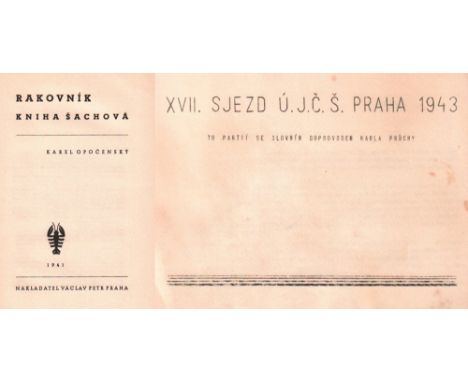 RAKOVNÍK
KNIHA ŠACHOVÁ
KAREL OPOČENSKÝ
1941
NAKLADATEL VÁCLAV PETR PRAHA
XVII. SJEZD Ú.J.Č.Š. PRAHA 1943
70 PARTIÍ SE SLOVNÍM DOPROVODEM KARLA PRŮCHY